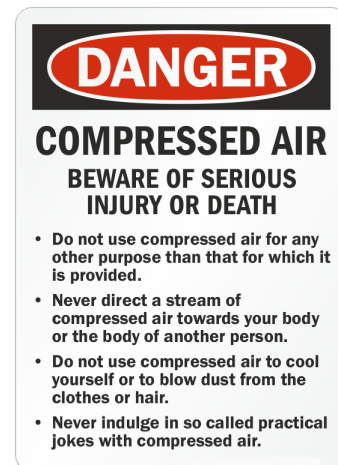 DANGER
COMPRESSED AIR
BEWARE OF SERIOUS
INJURY OR DEATH
• Do not use compressed air for any
other purpose than that for which it
is provided.
• Never direct a stream of
compressed air towards your body
or the body of another person.
• Do not use compressed air to cool
yourself or to blow dust from the
clothes or hair.
• Never indulge in so called practical
jokes with compressed air.